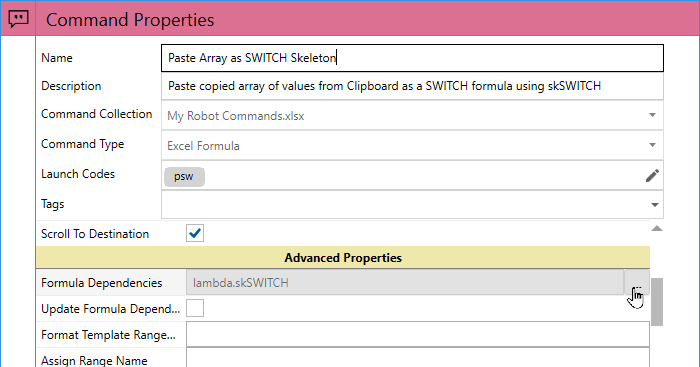 Command Properties
Name Paste Array as SWITCH Skeleton
Description Paste copied array of values from Clipboard as a SWITCH formula using skSWITCH
Command Collection My Robot Commands.xlsx
Command Type Excel Formula
Launch Codes psw
Tags
Scroll To Destination
Advanced Properties
Formula Dependencies lambda.skSWITCH
Update Formula Depend...
Format Template Range...
Assign Range Name